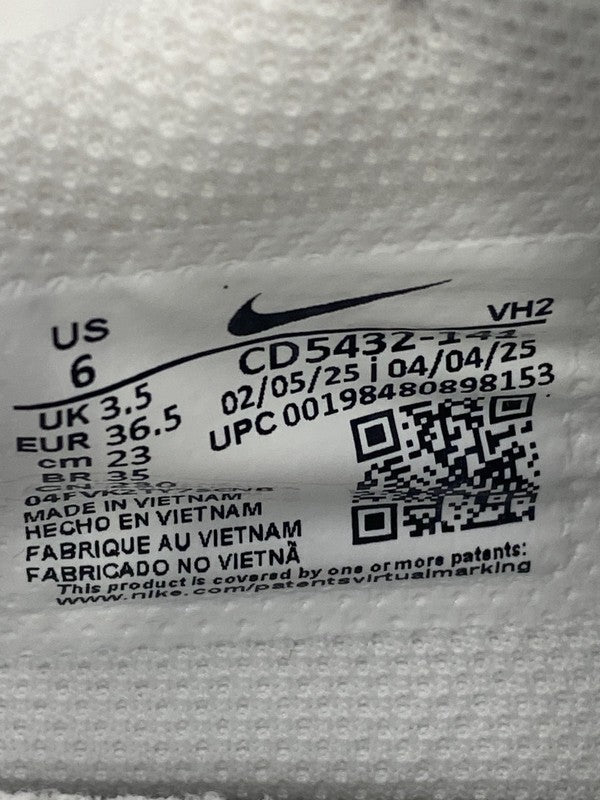 US
6
UK 3.5
EUR 36.5
cm 23
BR 35
VH2
CD5432-141
02/05/25 | 04/04/25
UPC 00198480898153
MADE IN VIETNAM
HECHO EN VIETNAM
FABRIQUE AU VIETNAM
FABRICADO NO VIETNÃ
This product is covered by one or more patents:
www.nike.com/patentsvirtualmarking